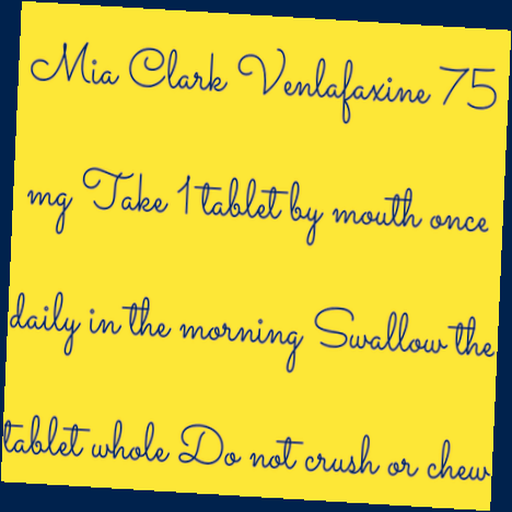 Mia Clark Venlafaxine 75
mg Take 1 tablet by mouth once
daily in the morning Swallow the
tablet whole Do not crush or chew